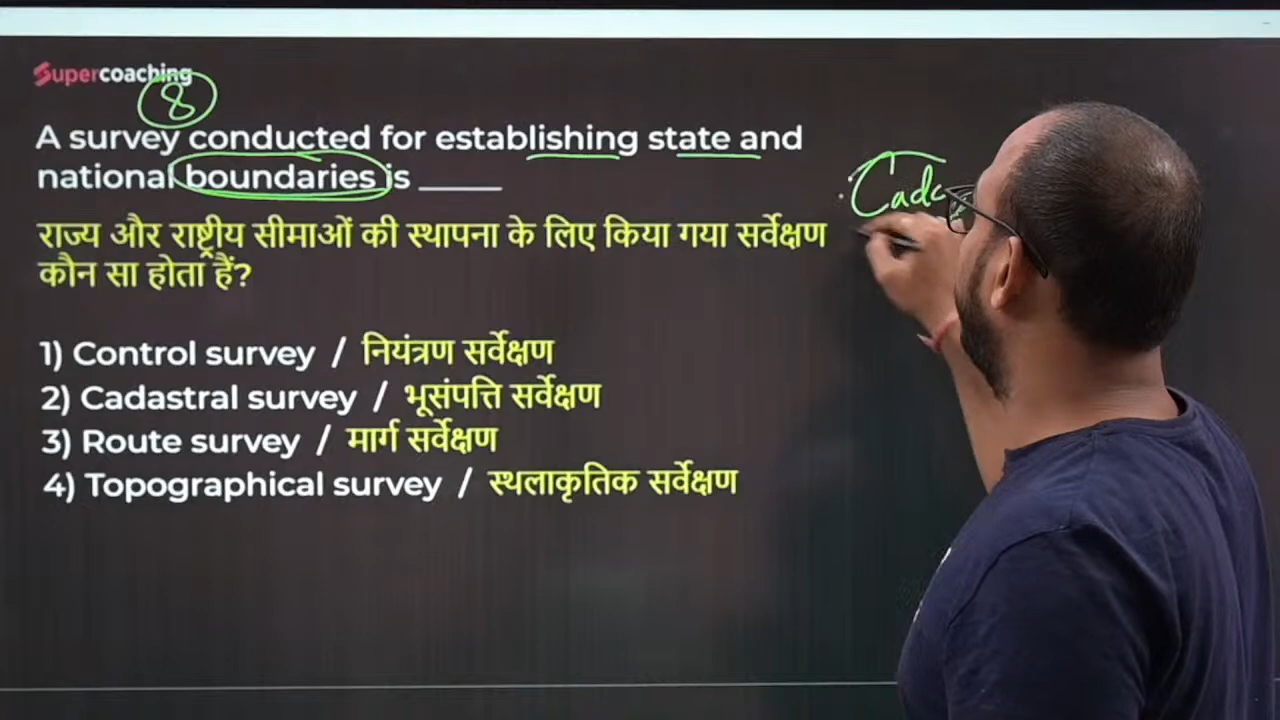 Supercoaching
8
A survey conducted for establishing state and
national boundaries is _____
राज्य और राष्ट्रीय सीमाओं की स्थापना के लिए किया गया सर्वेक्षण
कौन सा होता हैं?
1) Control survey / नियंत्रण सर्वेक्षण
2) Cadastral survey / भूसंपत्ति सर्वेक्षण
3) Route survey / मार्ग सर्वेक्षण
4) Topographical survey / स्थलाकृतिक सर्वेक्षण